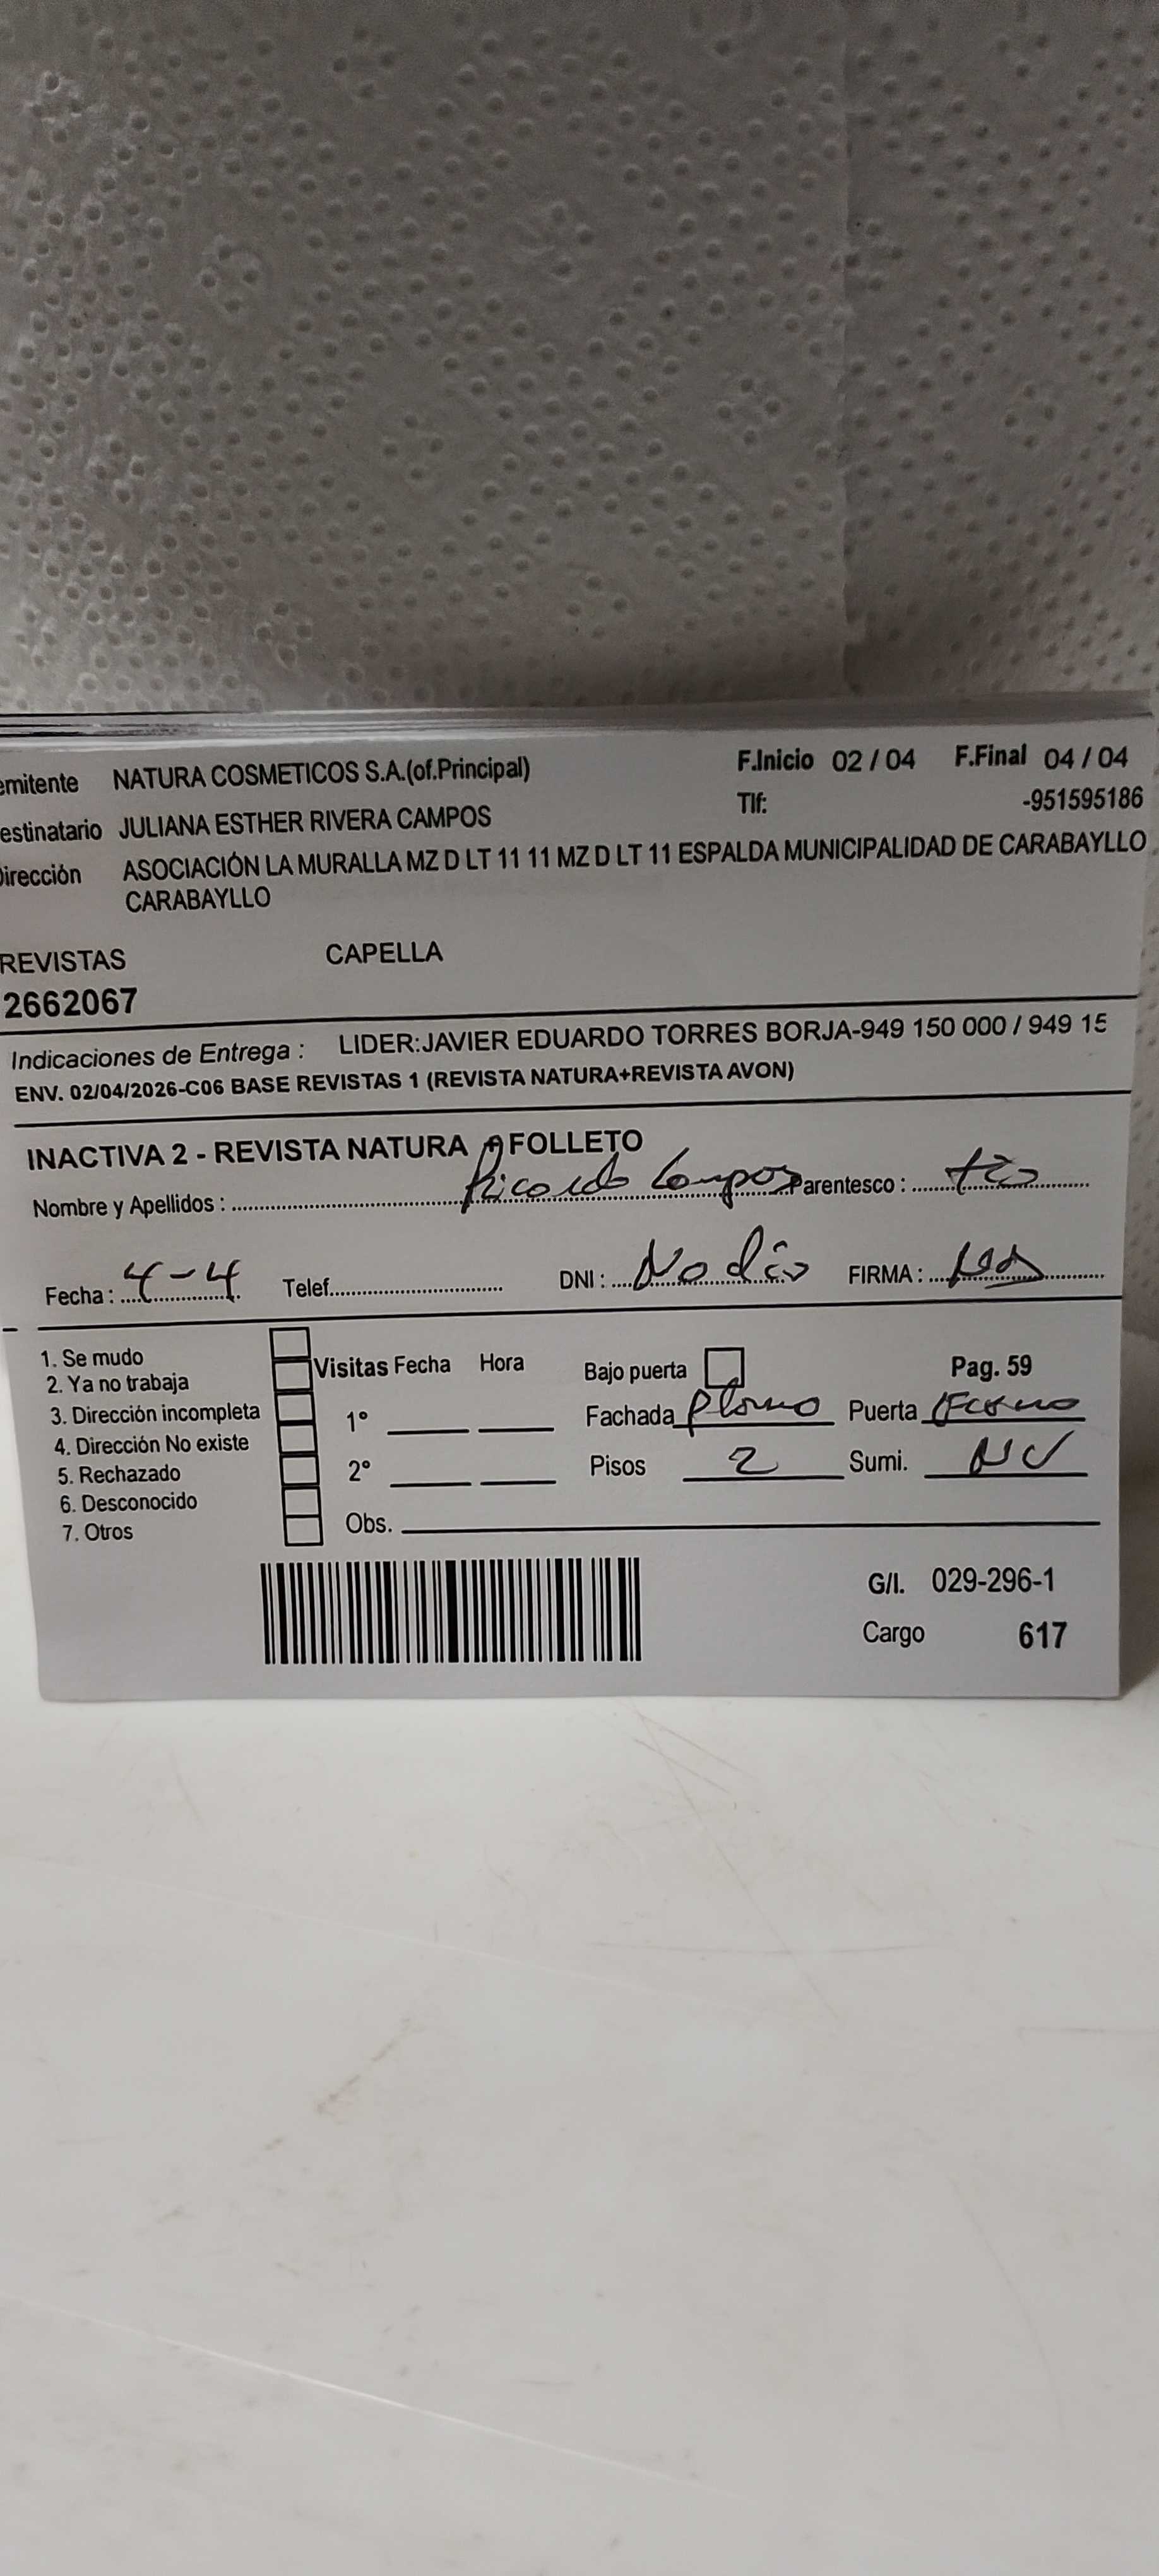 emitente NATURA COSMETICOS S.A.(of.Principal) F.Inicio 02 / 04 F.Final 04 / 04
estinatario JULIANA ESTHER RIVERA CAMPOS Tlf: -951595186
Dirección ASOCIACIÓN LA MURALLA MZ D LT 11 11 MZ D LT 11 ESPALDA MUNICIPALIDAD DE CARABAYLLO
CARABAYLLO
REVISTAS CAPELLA
2662067
Indicaciones de Entrega : LIDER:JAVIER EDUARDO TORRES BORJA-949 150 000 / 949 15
ENV. 02/04/2026-C06 BASE REVISTAS 1 (REVISTA NATURA+REVISTA AVON)
INACTIVA 2 - REVISTA NATURA FOLLETO
Nombre y Apellidos : Ricardo Campos Parentesco : tio
Fecha : 4-4 Telef. DNI : No dio FIRMA :
1. Se mudo
2. Ya no trabaja Visitas Fecha Hora Bajo puerta Pag. 59
3. Dirección incompleta 1° Fachada Plomo Puerta
4. Dirección No existe
5. Rechazado 2° Pisos 2 Sumi. NV
6. Desconocido
7. Otros Obs.
G/I. 029-296-1
Cargo 617